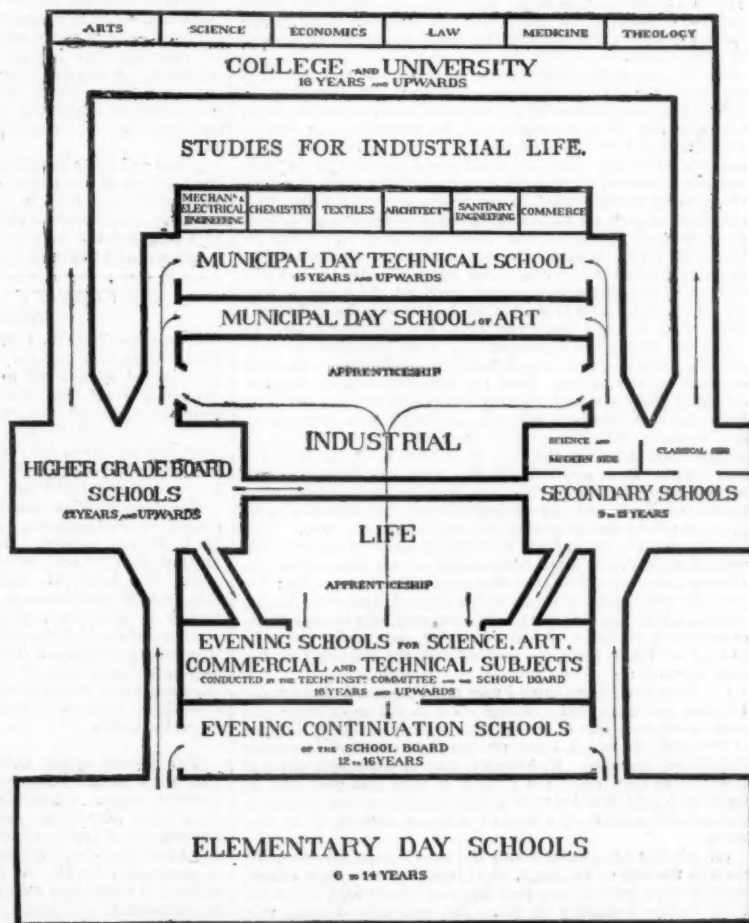 ARTS SCIENCE ECONOMICS LAW MEDICINE THEOLOGY
COLLEGE AND UNIVERSITY
16 YEARS AND UPWARDS
STUDIES FOR INDUSTRIAL LIFE.
MECHANL & ELECTRICAL ENGINEERING CHEMISTRY TEXTILES ARCHITECTRE SANITARY ENGINEERING COMMERCE
MUNICIPAL DAY TECHNICAL SCHOOL
15 YEARS AND UPWARDS
MUNICIPAL DAY SCHOOL OF ART
APPRENTICESHIP
INDUSTRIAL
SCIENCE AND
MODERN SIDE
CLASSICAL SIDE
HIGHER GRADE BOARD
SCHOOLS
YEARS AND UPWARDS
SECONDARY SCHOOLS
YEARS
LIFE
APPRENTICESHIP
EVENING SCHOOLS FOR SCIENCE, ART,
COMMERCIAL AND TECHNICAL SUBJECTS
CONDUCTED BY THE TECHL INSTN COMMITTEE AND THE SCHOOL BOARD
16 YEARS AND UPWARDS
EVENING CONTINUATION SCHOOLS
OF THE SCHOOL BOARD
12 TO 16 YEARS
ELEMENTARY DAY SCHOOLS
6 TO 14 YEARS